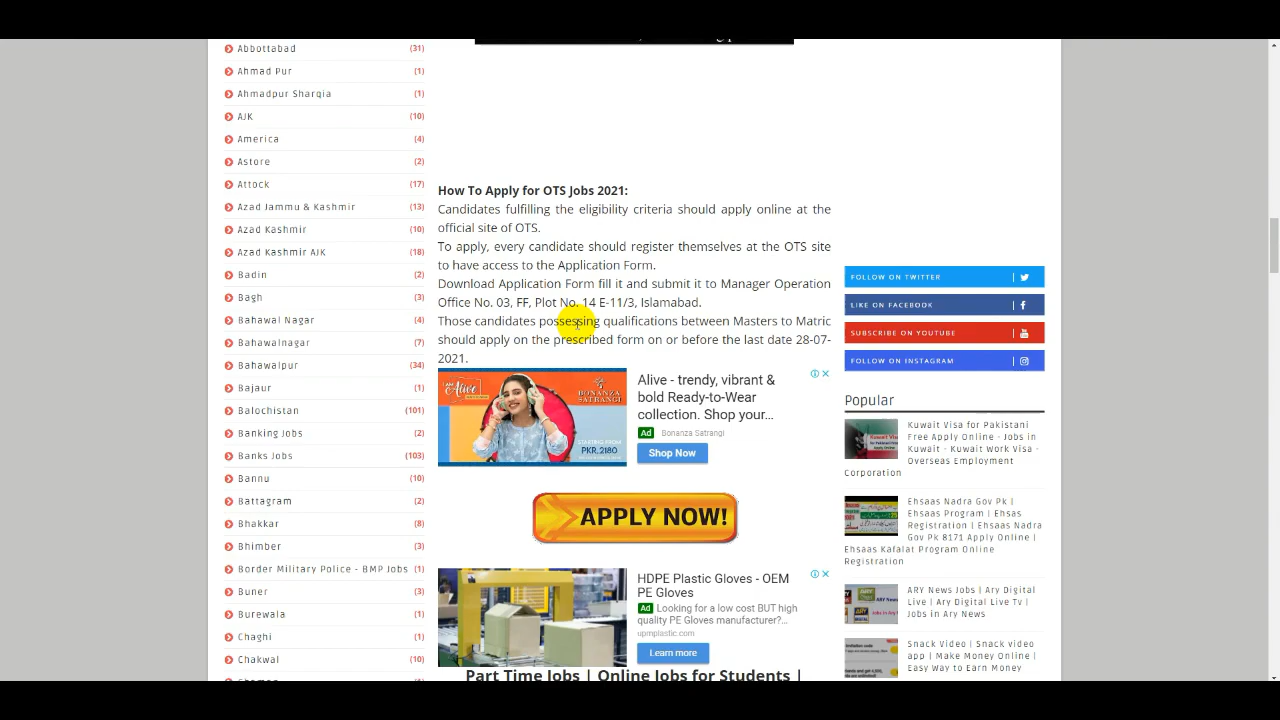 Abbottabad (31)
Ahmad Pur (1)
Ahmadpur Sharqia (1)
AJK (10)
America (4)
Astore (2)
Attock (17)
Azad Jammu & Kashmir (13)
Azad Kashmir (10)
Azad Kashmir AJK (18)
Badin (2)
Bagh (3)
Bahawal Nagar (4)
Bahawalnagar (7)
Bahawalpur (34)
Bajaur (1)
Balochistan (101)
Banking Jobs (2)
Banks Jobs (103)
Bannu (10)
Battagram (2)
Bhakkar (8)
Bhimber (3)
Border Military Police - BMP Jobs (1)
Buner (3)
Burewala (1)
Chaghi (1)
Chakwal (10)
How To Apply for OTS Jobs 2021:
Candidates fulfilling the eligibility criteria should apply online at the
official site of OTS.
To apply, every candidate should register themselves at the OTS site
to have access to the Application Form.
Download Application Form fill it and submit it to Manager Operation
Office No. 03, FF, Plot No. 14 E-11/3, Islamabad.
Those candidates possessing qualifications between Masters to Matric
should apply on the prescribed form on or before the last date 28-07-
2021.
I AM
Alive
BONANZA
SATRANGI
STARTING FROM
PKR.2180
Alive - trendy, vibrant &
bold Ready-to-Wear
collection. Shop your...
Ad Bonanza Satrangi
Shop Now
APPLY NOW!
HDPE Plastic Gloves - OEM
PE Gloves
Ad Looking for a low cost BUT high
quality PE Gloves manufacturer?...
upmplastic.com
Learn more
Part Time Jobs | Online Jobs for Students |
FOLLOW ON TWITTER
LIKE ON FACEBOOK
SUBSCRIBE ON YOUTUBE
FOLLOW ON INSTAGRAM
Popular
Kuwait Visa for Pakistani
Free Apply Online - Jobs in
Kuwait - Kuwait Work Visa -
Overseas Employment
Corporation
Ehsaas Nadra Gov Pk |
Ehsaas Program | Ehsas
Registration | Ehsaas Nadra
Gov Pk 8171 Apply Online |
Ehsaas Kafalat Program Online
Registration
ARY News Jobs | Ary Digital
Live | Ary Digital Live Tv |
Jobs in Ary News
Snack Video | Snack video
app | Make Money Online |
Easy Way to Earn Money